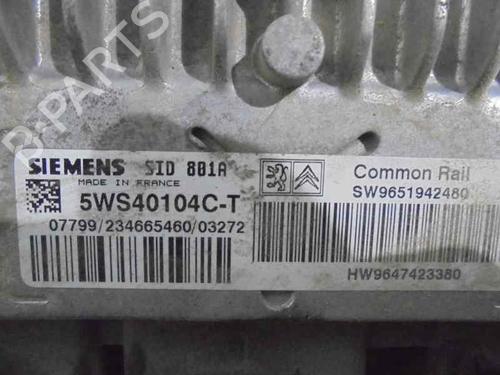 B-PARTS
SIEMENS SID 801A
MADE IN FRANCE
5WS40104C-T
07799/234665460/03272
Common Rail
SW9651942480
HW9647423380